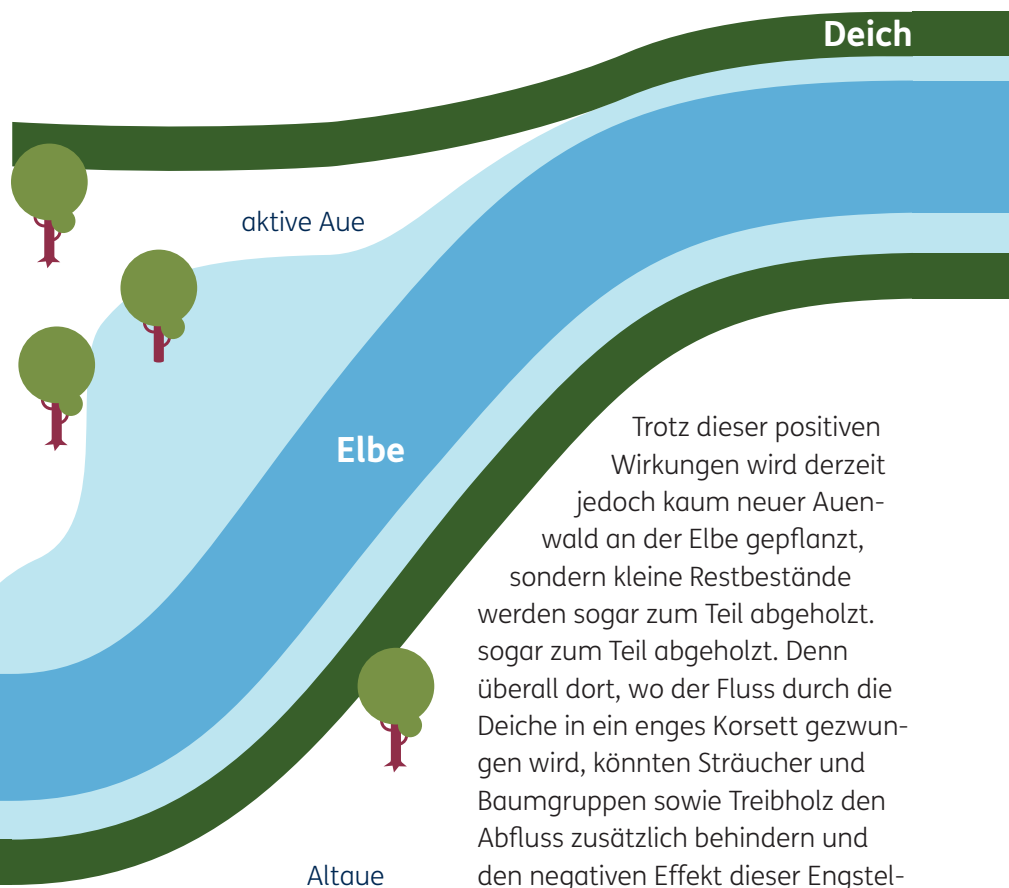 Deich
aktive Aue
Elbe
Trotz dieser positiven
Wirkungen wird derzeit
jedoch kaum neuer Auen-
wald an der Elbe gepflanzt,
sondern kleine Restbestände
werden sogar zum Teil abgeholzt.
sogar zum Teil abgeholzt. Denn
überall dort, wo der Fluss durch die
Deiche in ein enges Korsett gezwun-
gen wird, könnten Sträucher und
Baumgruppen sowie Treibholz den
Abfluss zusätzlich behindern und
den negativen Effekt dieser Engstel-
Altaue